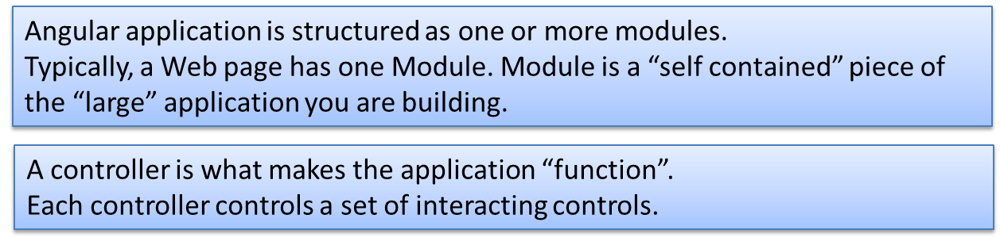 Angular application is structured as one or more modules.
Typically, a Web page has one Module. Module is a “self contained” piece of
the “large” application you are building.
A controller is what makes the application “function”.
Each controller controls a set of interacting controls.